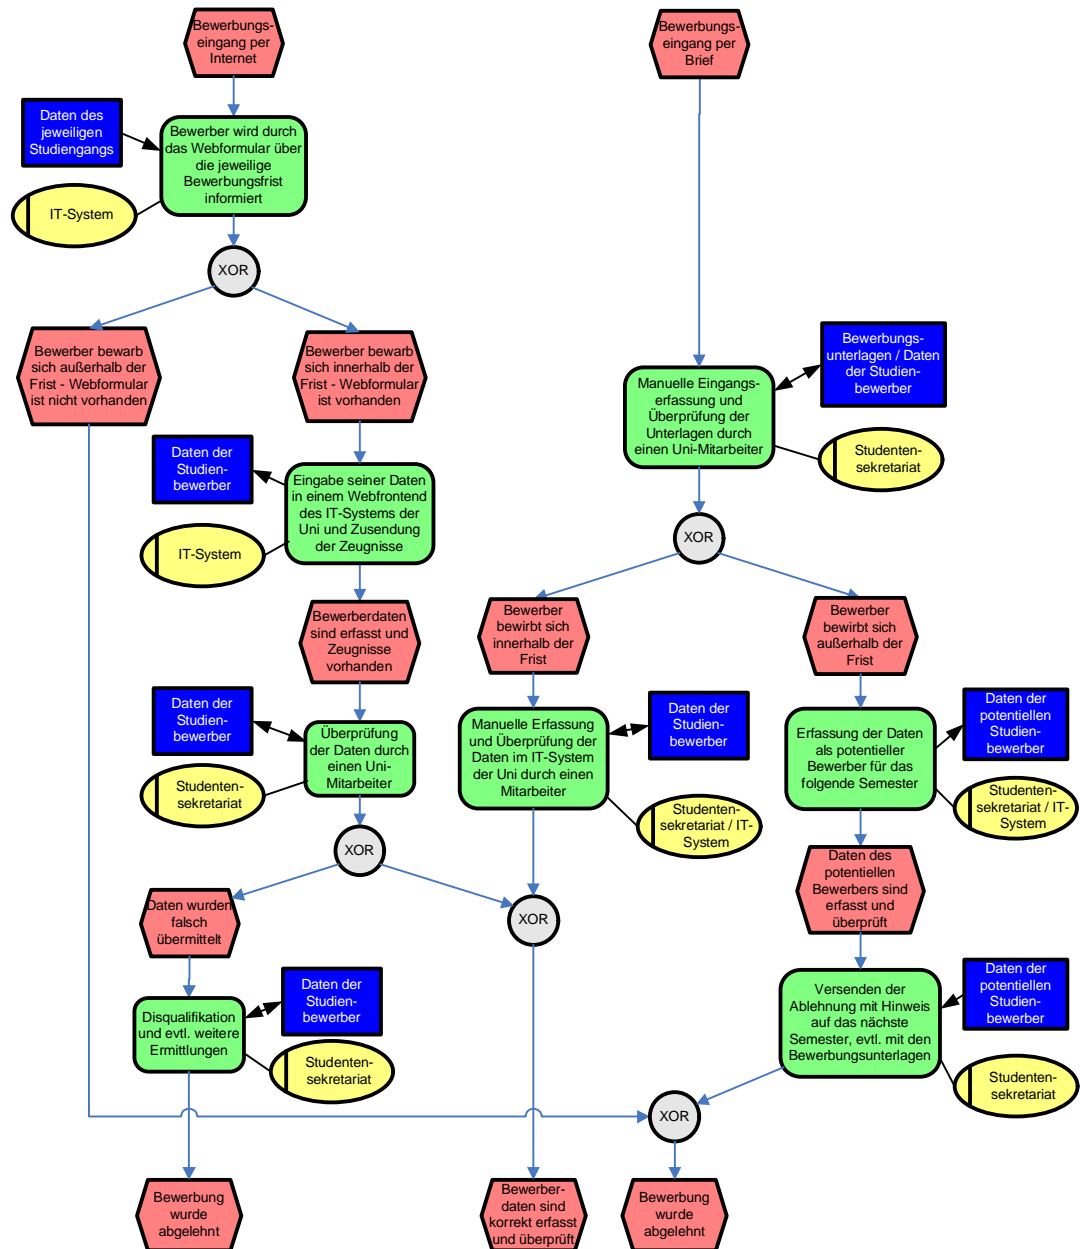 Bewerbungs-
eingang per
Internet
Bewerbungs-
eingang per
Brief
Daten des
jeweiligen
Studiengangs
Bewerber wird durch
das Webformular über
die jeweilige
Bewerbungsfrist
informiert
IT-System
XOR
Bewerber bewarb
sich außerhalb der
Frist - Webformular
ist nicht vorhanden
Bewerber bewarb
sich innerhalb der
Frist - Webformular
ist vorhanden
Bewerbungs-
unterlagen / Daten
der Studien-
bewerber
Manuelle Eingangs-
erfassung und
Überprüfung der
Unterlagen durch
einen Uni-Mitarbeiter
Studenten-
sekretariat
Daten der
Studien-
bewerber
Eingabe seiner Daten
in einem Webfrontend
des IT-Systems der
Uni und Zusendung
der Zeugnisse
IT-System
XOR
Bewerberdaten
sind erfasst und
Zeugnisse
vorhanden
Bewerber
bewirbt sich
innerhalb der
Frist
Bewerber
bewirbt sich
außerhalb der
Frist
Daten der
Studien-
bewerber
Überprüfung
der Daten durch
einen Uni-
Mitarbeiter
Studenten-
sekretariat
Manuelle Erfassung
und Überprüfung der
Daten im IT-System
der Uni durch einen
Mitarbeiter
Daten der
Studien-
bewerber
Studenten-
sekretariat / IT-
System
Erfassung der Daten
als potentieller
Bewerber für das
folgende Semester
Daten der
potentiellen
Studien-
bewerber
Studenten-
sekretariat / IT-
System
XOR
Daten des
potentiellen
Bewerbers sind
erfasst und
überprüft
Daten wurden
falsch
übermittelt
XOR
Disqualifikation
und evtl. weitere
Ermittlungen
Daten der
Studien-
bewerber
Studenten-
sekretariat
Versenden der
Ablehnung mit Hinweis
auf das nächste
Semester, evtl. mit den
Bewerbungsunterlagen
Daten der
potentiellen
Studien-
bewerber
Studenten-
sekretariat
XOR
Bewerbung
wurde
abgelehnt
Bewerber-
daten sind
korrekt erfasst
und überprüft
Bewerbung
wurde
abgelehnt